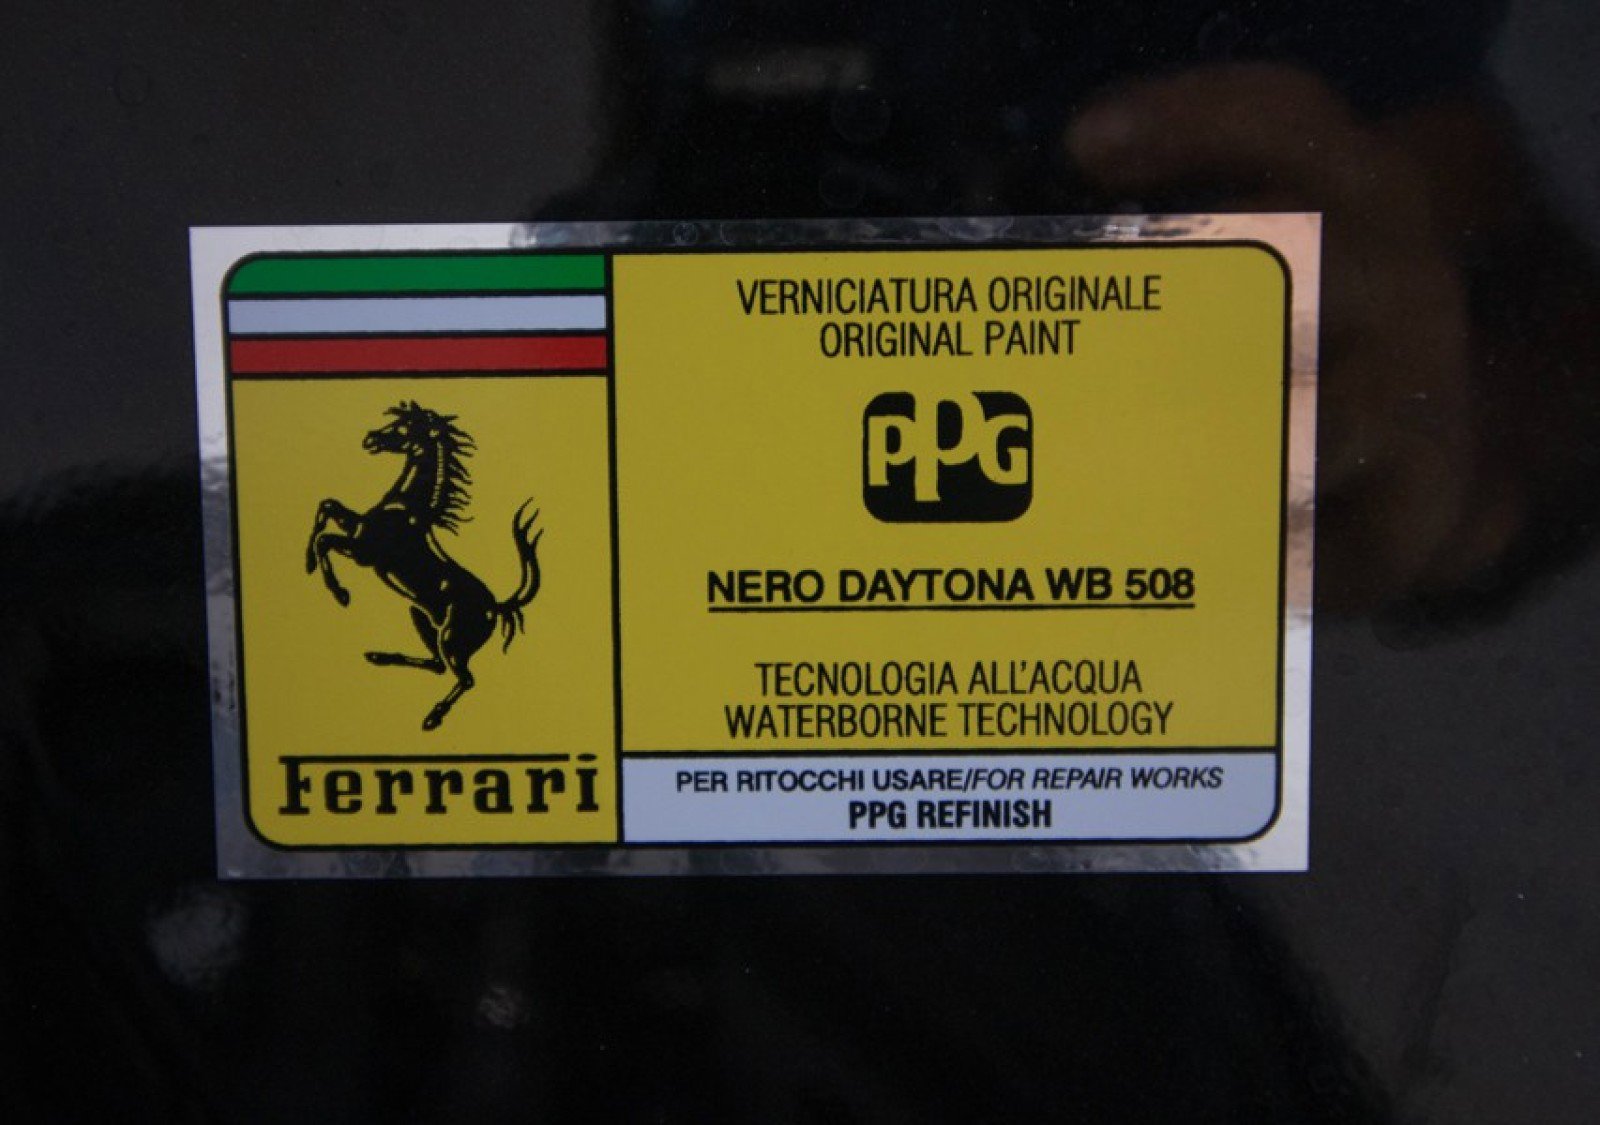 Ferrari
VERNICIATURA ORIGINALE
ORIGINAL PAINT
PPG
NERO DAYTONA WB 508
TECNOLOGIA ALL'ACQUA
WATERBORNE TECHNOLOGY
PER RITOCCHI USARE/FOR REPAIR WORKS
PPG REFINISH